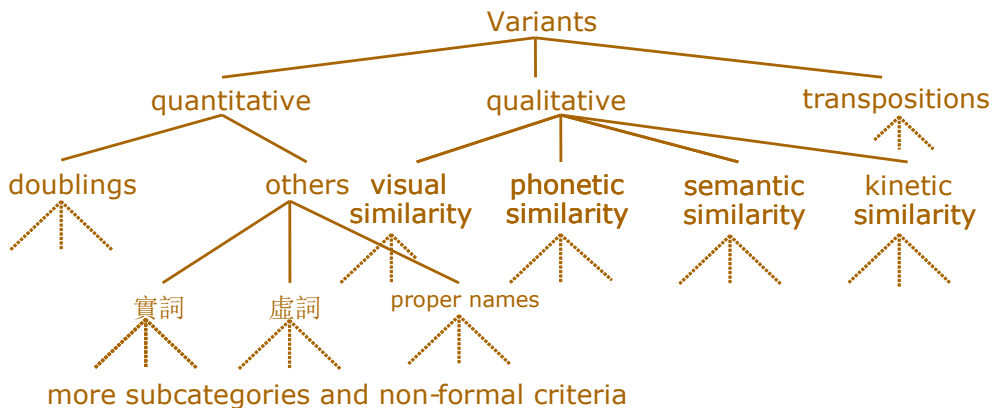 Variants
quantitative
qualitative
transpositions
doublings
others
visual
similarity
phonetic
similarity
semantic
similarity
kinetic
similarity
實詞
虛詞
proper names
more subcategories and non-formal criteria